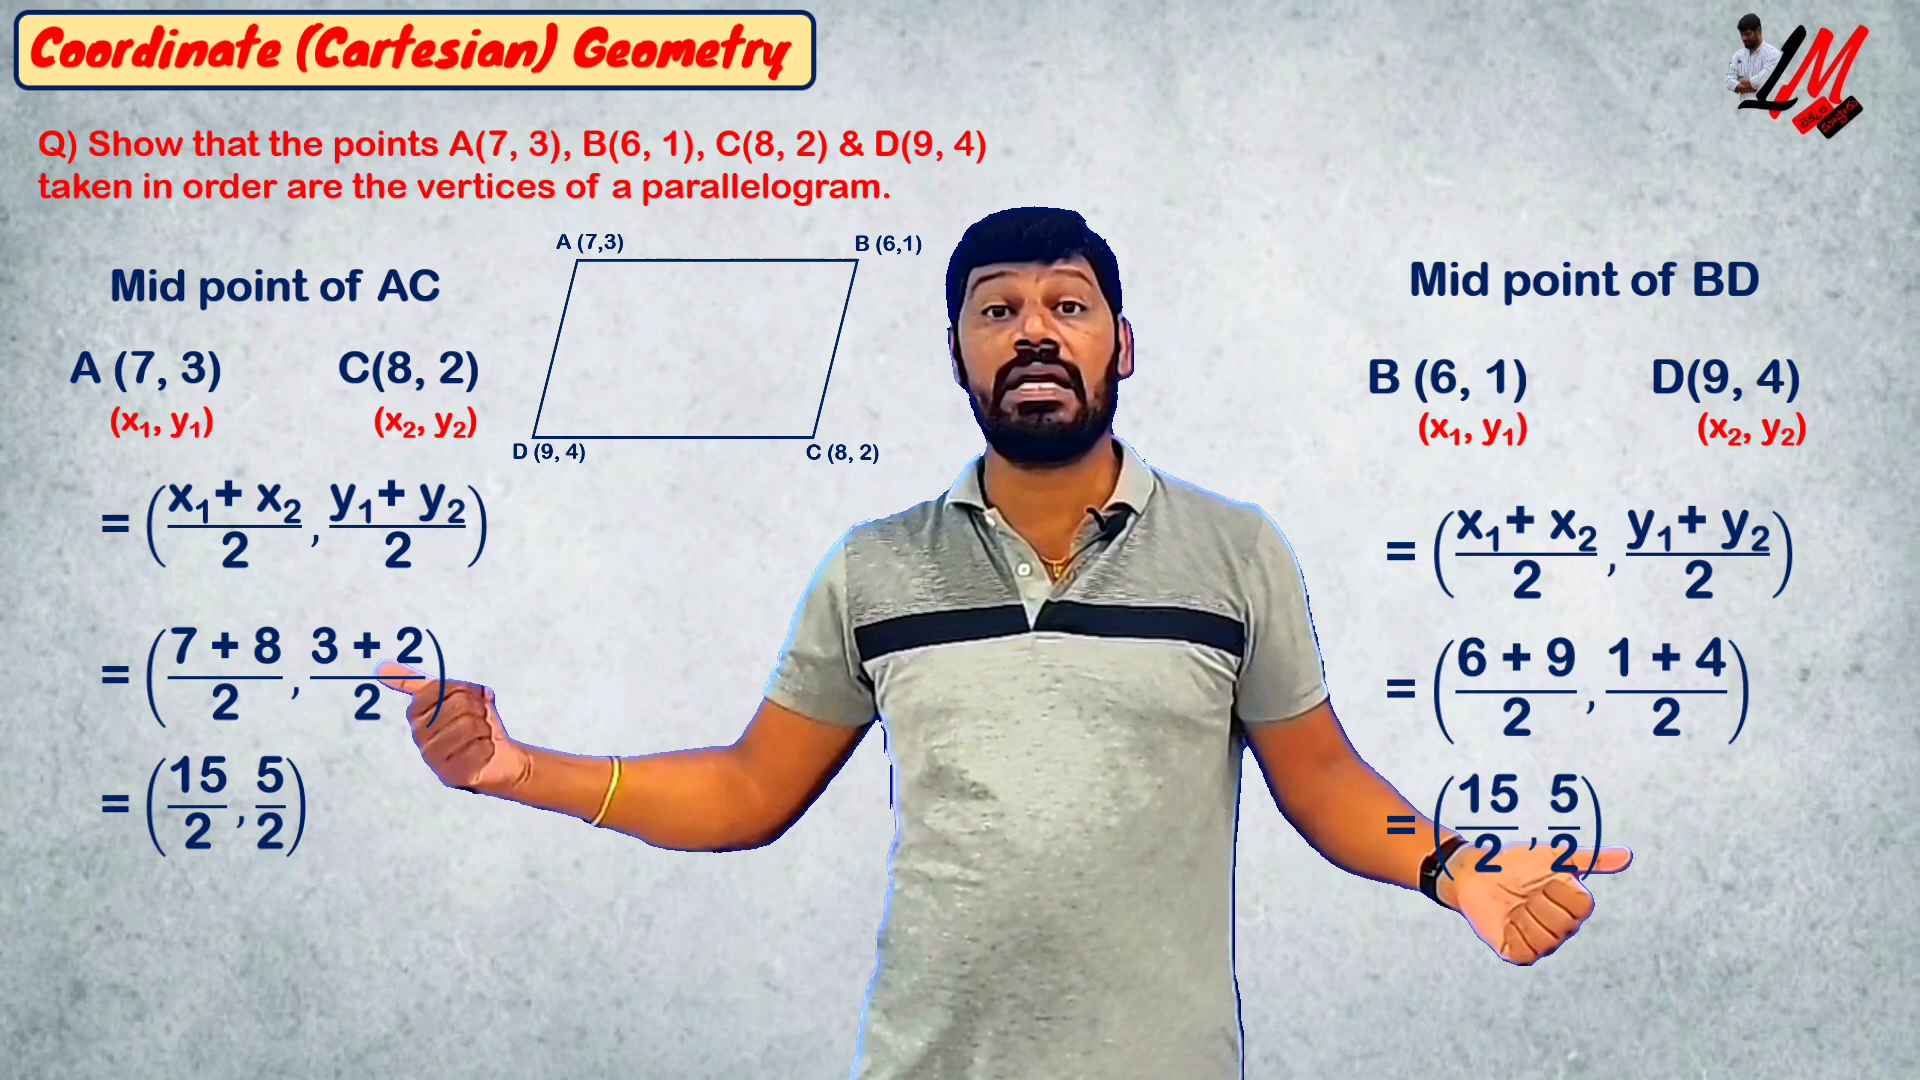 Coordinate (Cartesian) Geometry
LM
Q) Show that the points A(7, 3), B(6, 1), C(8, 2) & D(9, 4)
taken in order are the vertices of a parallelogram.
A (7,3)
B (6,1)
D (9, 4)
C (8, 2)
Mid point of AC
A (7, 3) C(8, 2)
(x₁, y₁) (x₂, y₂)
= (x₁+ x₂/2, y₁+ y₂/2)
= (7 + 8/2, 3 + 2/2)
= (15/2, 5/2)
Mid point of BD
B (6, 1) D(9, 4)
(x₁, y₁) (x₂, y₂)
= (x₁+ x₂/2, y₁+ y₂/2)
= (6 + 9/2, 1 + 4/2)
= (15/2, 5/2)